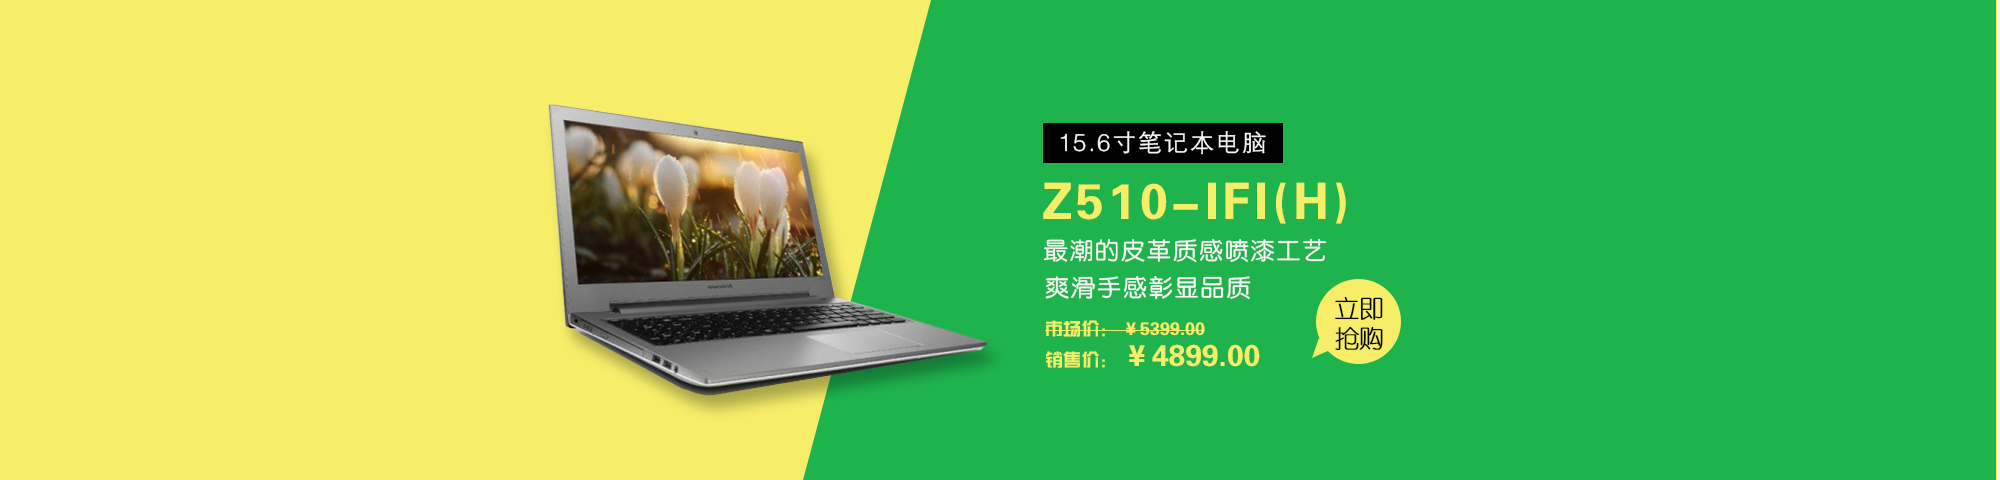 15.6寸笔记本电脑
Z510-IFI(H)
最潮的皮革质感喷漆工艺
爽滑手感彰显品质
市场价: ¥5399.00
销售价: ¥4899.00
立即
抢购